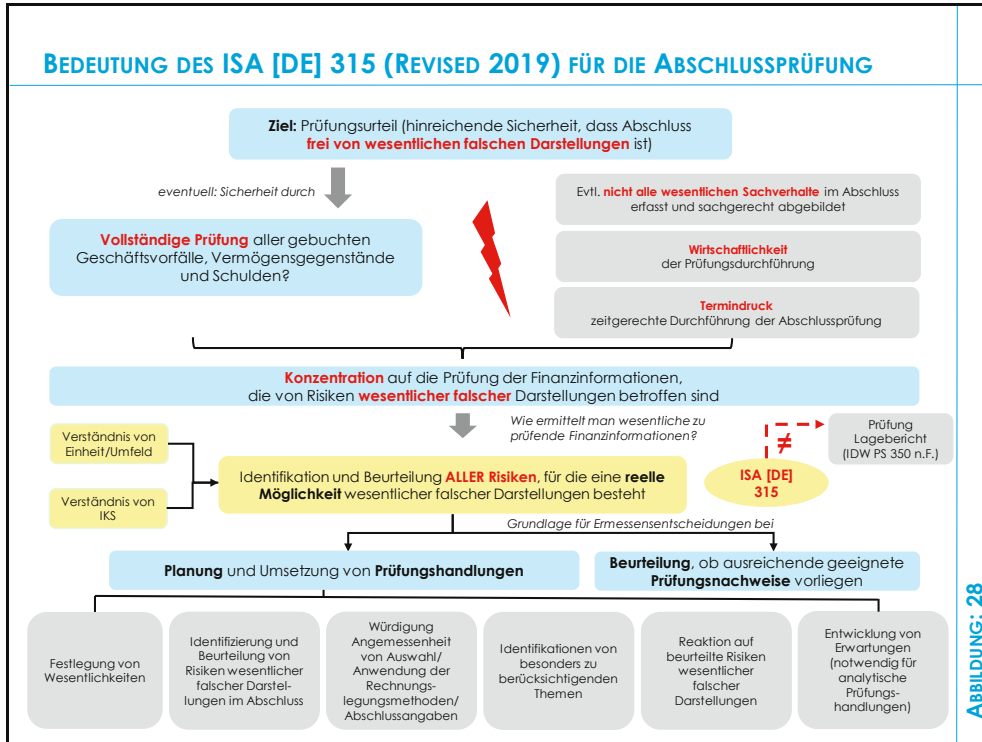 BEDEUTUNG DES ISA [DE] 315 (REVISED 2019) FÜR DIE ABSCHLUSSPRÜFUNG
Ziel: Prüfungsurteil (hinreichende Sicherheit, dass Abschluss
frei von wesentlichen falschen Darstellungen ist)
eventuell: Sicherheit durch
Vollständige Prüfung aller gebuchten
Geschäftsvorfälle, Vermögensgegenstände
und Schulden?
Evtl. nicht alle wesentlichen Sachverhalte im Abschluss
erfasst und sachgerecht abgebildet
Wirtschaftlichkeit
der Prüfungsdurchführung
Termindruck
zeitgerechte Durchführung der Abschlussprüfung
Konzentration auf die Prüfung der Finanzinformationen,
die von Risiken wesentlicher falscher Darstellungen betroffen sind
Wie ermittelt man wesentliche zu
prüfende Finanzinformationen?
Verständnis von
Einheit/Umfeld
Verständnis von
IKS
Identifikation und Beurteilung ALLER Risiken, für die eine reelle
Möglichkeit wesentlicher falscher Darstellungen besteht
ISA [DE]
315
≠
Prüfung
Lagebericht
(IDW PS 350 n.F.)
Grundlage für Ermessensentscheidungen bei
Planung und Umsetzung von Prüfungshandlungen
Beurteilung, ob ausreichende geeignete
Prüfungsnachweise vorliegen
Festlegung von
Wesentlichkeiten
Identifizierung und
Beurteilung von
Risiken wesentlicher
falscher Darstel-
lungen im Abschluss
Würdigung
Angemessenheit
von Auswahl/
Anwendung der
Rechnungs-
legungsmethoden/
Abschlussangaben
Identifikationen von
besonders zu
berücksichtigenden
Themen
Reaktion auf
beurteilte Risiken
wesentlicher
falscher
Darstellungen
Entwicklung von
Erwartungen
(notwendig für
analytische
Prüfungs-
handlungen)
ABBILDUNG: 28